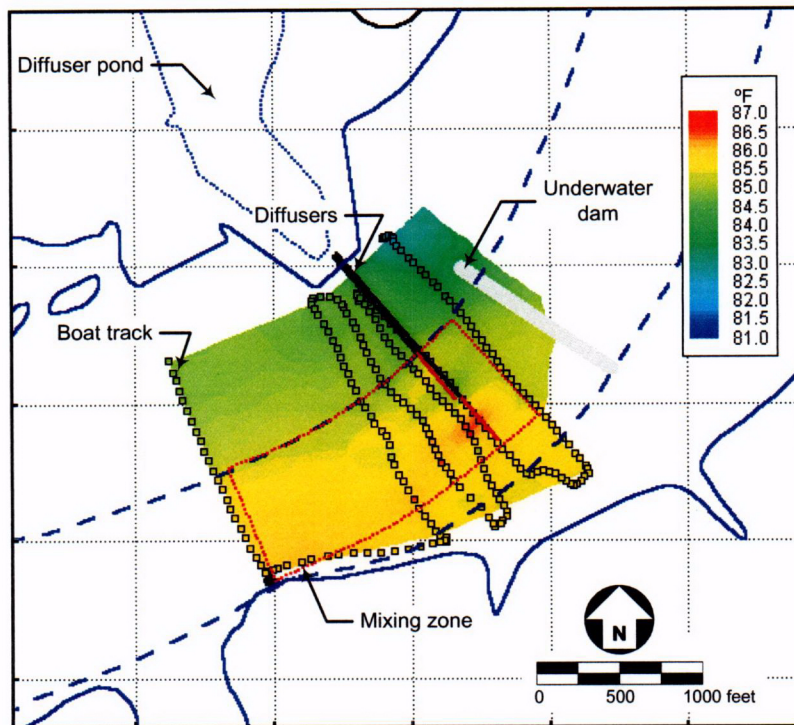 Diffuser pond
Diffusers
Underwater
dam
Boat track
Mixing zone
ºF
87.0
86.5
86.0
85.5
85.0
84.5
84.0
83.5
83.0
82.5
82.0
81.5
81.0
N
0 500 1000 feet